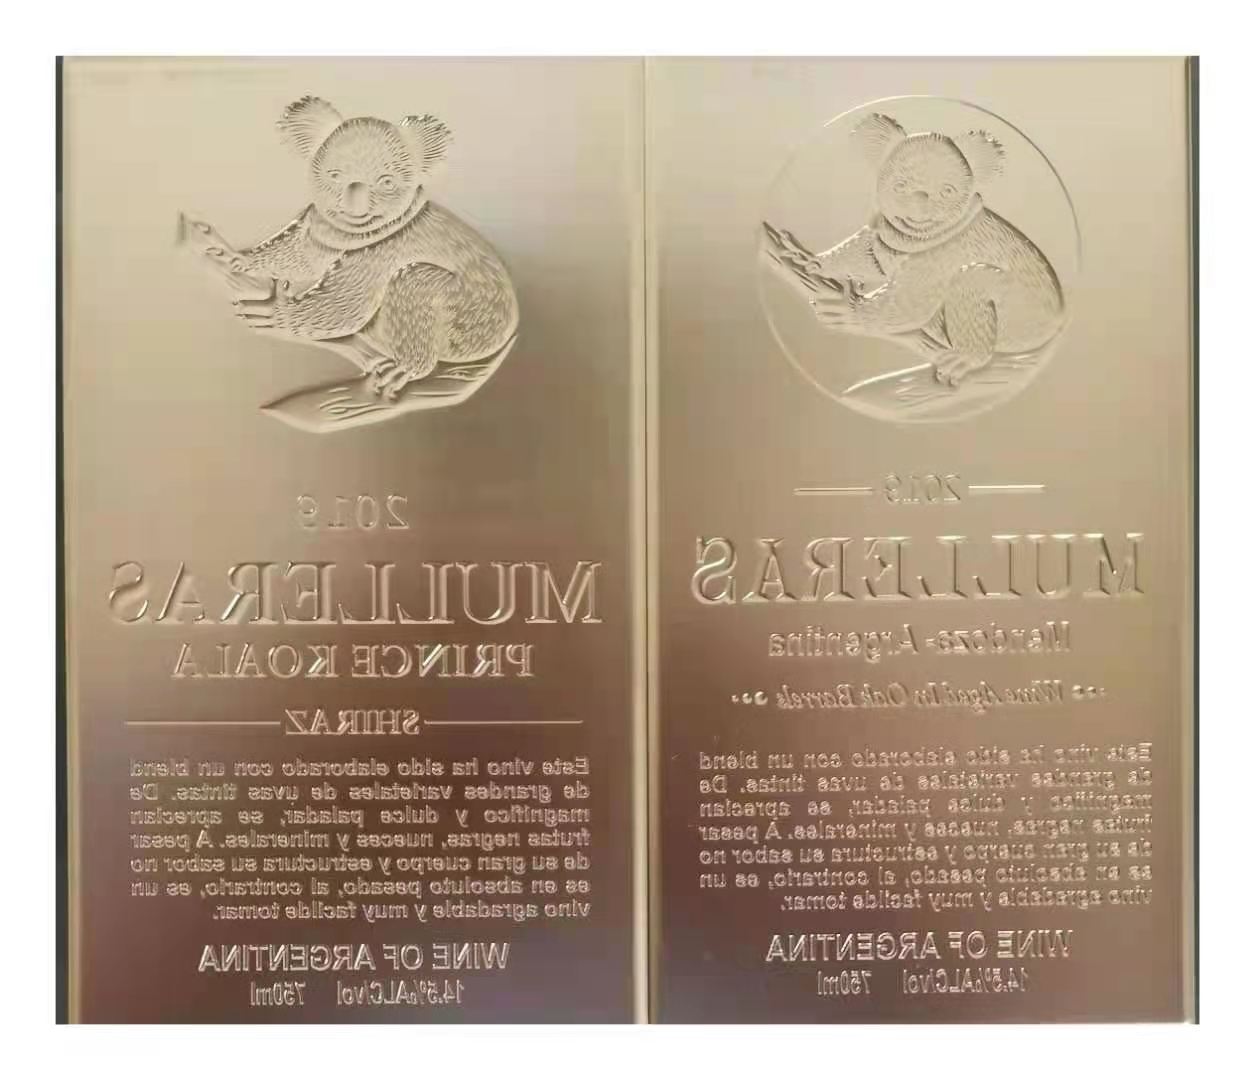 2019
MULLERAS
PRINCE KOALA
SHIRAZ
Este vino ha sido elaborado con un blend
de grandes varietales de uvas tintas. De
magnifico y dulce paladar, se aprecian
frutas negras, nueces y minerales. A pesar
de su gran cuerpo y estructura su sabor no
es en absoluto pesado, al contrario, es un
vino agradable y muy facilde tomar.
WINE OF ARGENTINA
14.5%ALC/vol 750ml
2019
MULLERAS
Mendoza-Argentina
Wine Aged In Oak Barrels
Este vino ha sido elaborado con un blend
de grandes varietales de uvas tintas. De
magnifico y dulce paladar, se aprecian
frutas negras, nueces y minerales. A pesar
de su gran cuerpo y estructura su sabor no
es en absoluto pesado, al contrario, es un
vino agradable y muy facilde tomar.
WINE OF ARGENTINA
14.5%ALC/vol 750ml